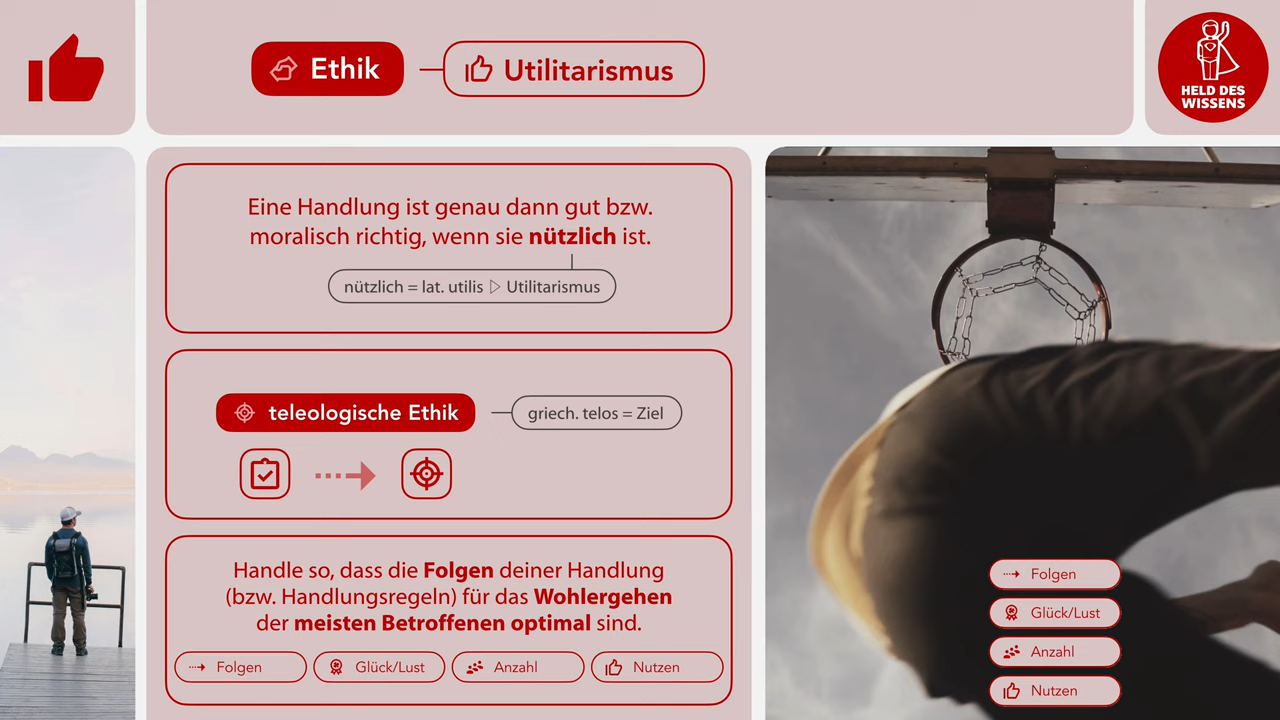 Ethik
Utilitarismus
HELD DES
WISSENS
Eine Handlung ist genau dann gut bzw.
moralisch richtig, wenn sie nützlich ist.
nützlich = lat. utilis ▷ Utilitarismus
teleologische Ethik
griech. telos = Ziel
Handle so, dass die Folgen deiner Handlung
(bzw. Handlungsregeln) für das Wohlergehen
der meisten Betroffenen optimal sind.
Folgen
Glück/Lust
Anzahl
Nutzen
Folgen
Glück/Lust
Anzahl
Nutzen